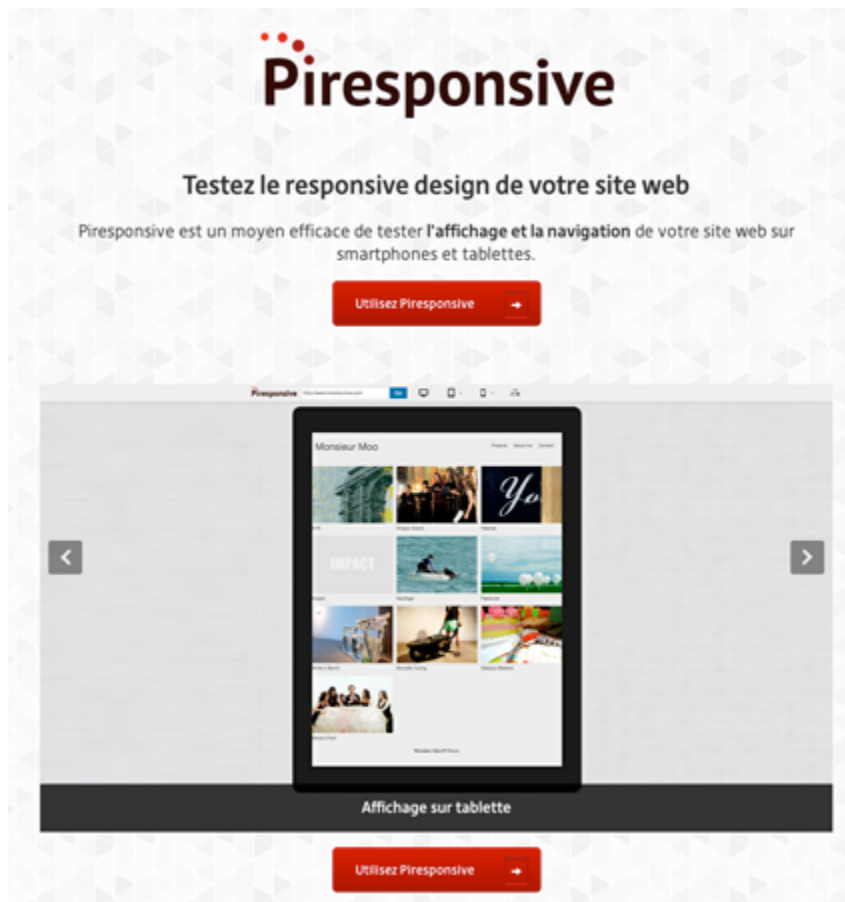 Piresponsive
Testez le responsive design de votre site web
Piresponsive est un moyen efficace de tester l'affichage et la navigation de votre site web sur
smartphones et tablettes.
Utilisez Piresponsive
Piresponsive
Go
Monsieur Moo
Projects About me Contact
Yo
IMPACT
Affichage sur tablette
Utilisez Piresponsive